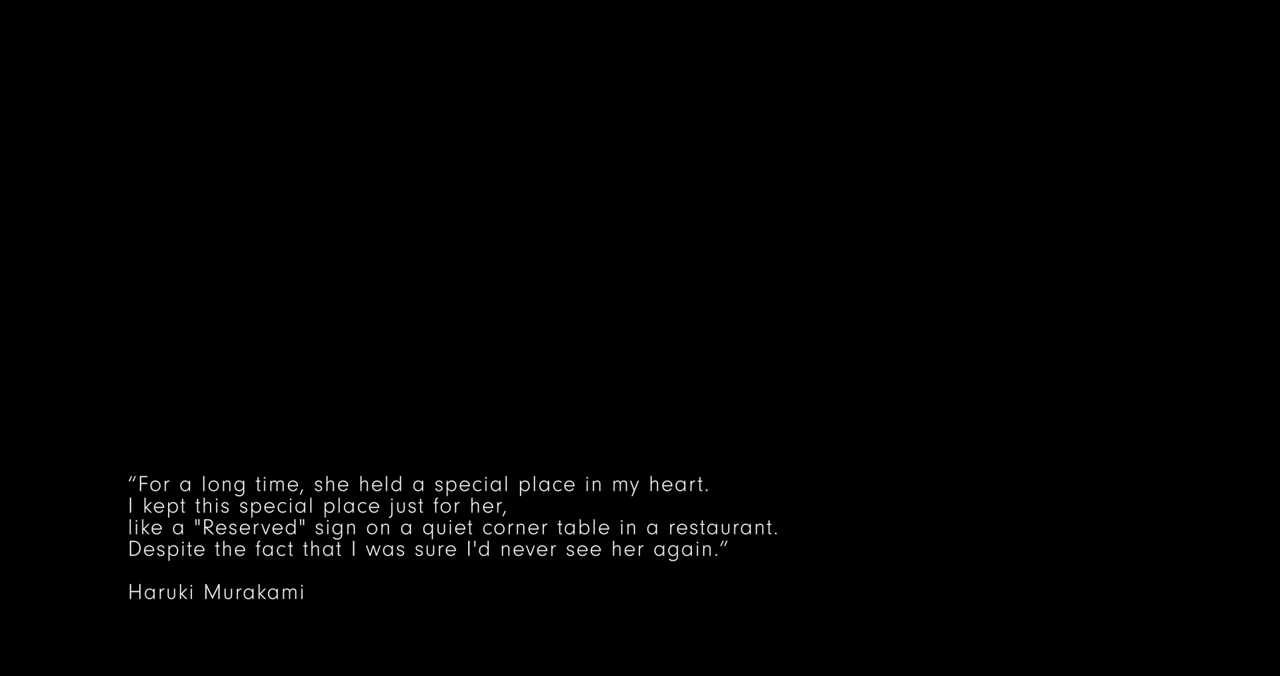 “For a long time, she held a special place in my heart.
I kept this special place just for her,
like a "Reserved" sign on a quiet corner table in a restaurant.
Despite the fact that I was sure I'd never see her again.”
Haruki Murakami